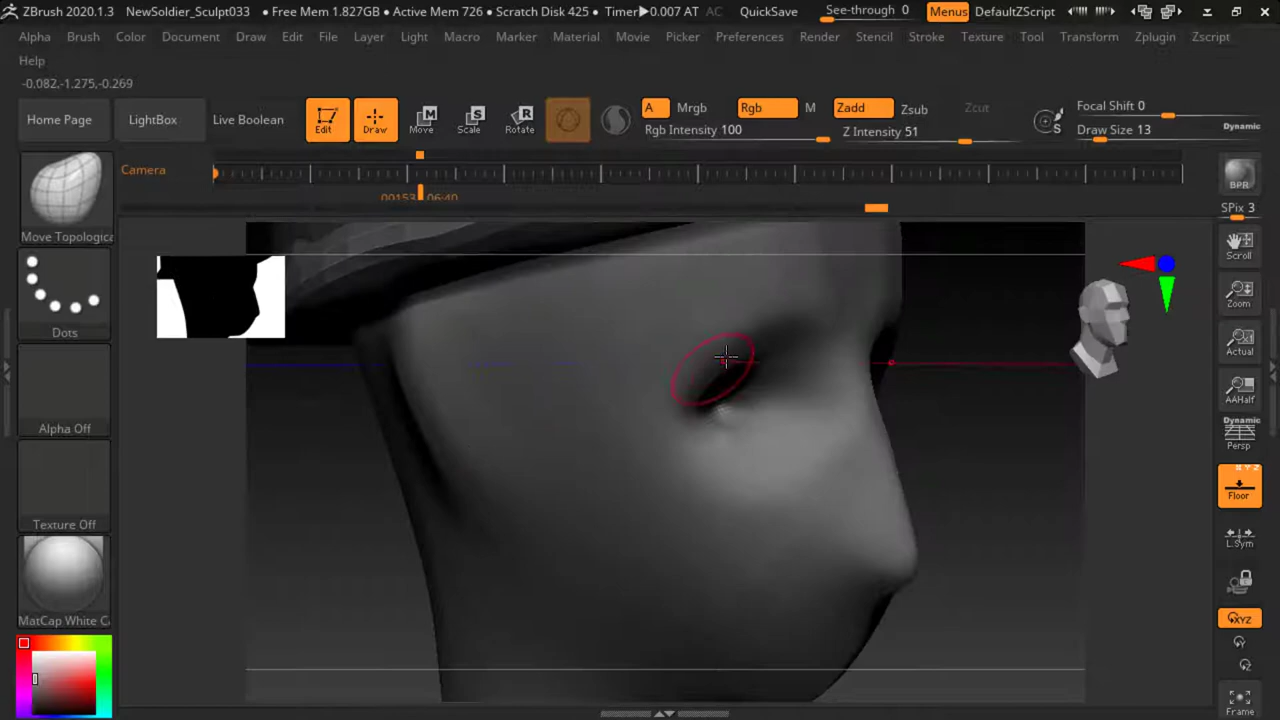 ZBrush 2020.1.3 NewSoldier_Sculpt033 • Free Mem 1.827GB • Active Mem 726 • Scratch Disk 425 • Timer▶0.007 AT AC QuickSave See-through 0 Menus DefaultZScript
Alpha Brush Color Document Draw Edit File Layer Light Macro Marker Material Movie Picker Preferences Render Stencil Stroke Texture Tool Transform Zplugin Zscript
Help
-0.082,-1.275,-0.269
Home Page LightBox Live Boolean Edit Draw Move Scale Rotate
A Mrgb Rgb M Zadd Zsub Zcut
Rgb Intensity 100 Z Intensity 51
S
Focal Shift 0
Draw Size 13 Dynamic
Camera
00153 06:40
Move Topologica
Dots
Alpha Off
Texture Off
MatCap White C
BPR
SPix 3
Scroll
Zoom
Actual
AAHalf
Dynamic
Persp
Floor
L.Sym
XYZ
Y
Z
Frame